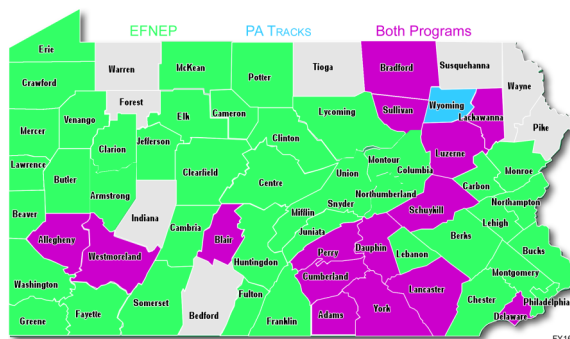 EFNEP PA TRACKS Both Programs
Erie
Warren McKean Potter Tioga Bradford Susquehanna
Crawford Wayne
Forest Sullivan Wyoming
Venango Elk Cameron Lycoming Lackawanna
Mercer Pike
Clarion Jefferson Clinton Luzerne
Lawrence Clearfield Montour Columbia Monroe
Butler Centre Union
Armstrong Northumberland Carbon
Snyder Northampton
Beaver Indiana Mifflin Schuykill
Cambria Juniata Lehigh
Allegheny Blair Percy Dauphin Berks
Westmoreland Lebanon Bucks
Huntingdon Cumberland Montgomery
Washington Lancaster
Somerset Fulton Chester Philadelphia
Greene Fayette Bedford Franklin Adams York Delaware
FY16